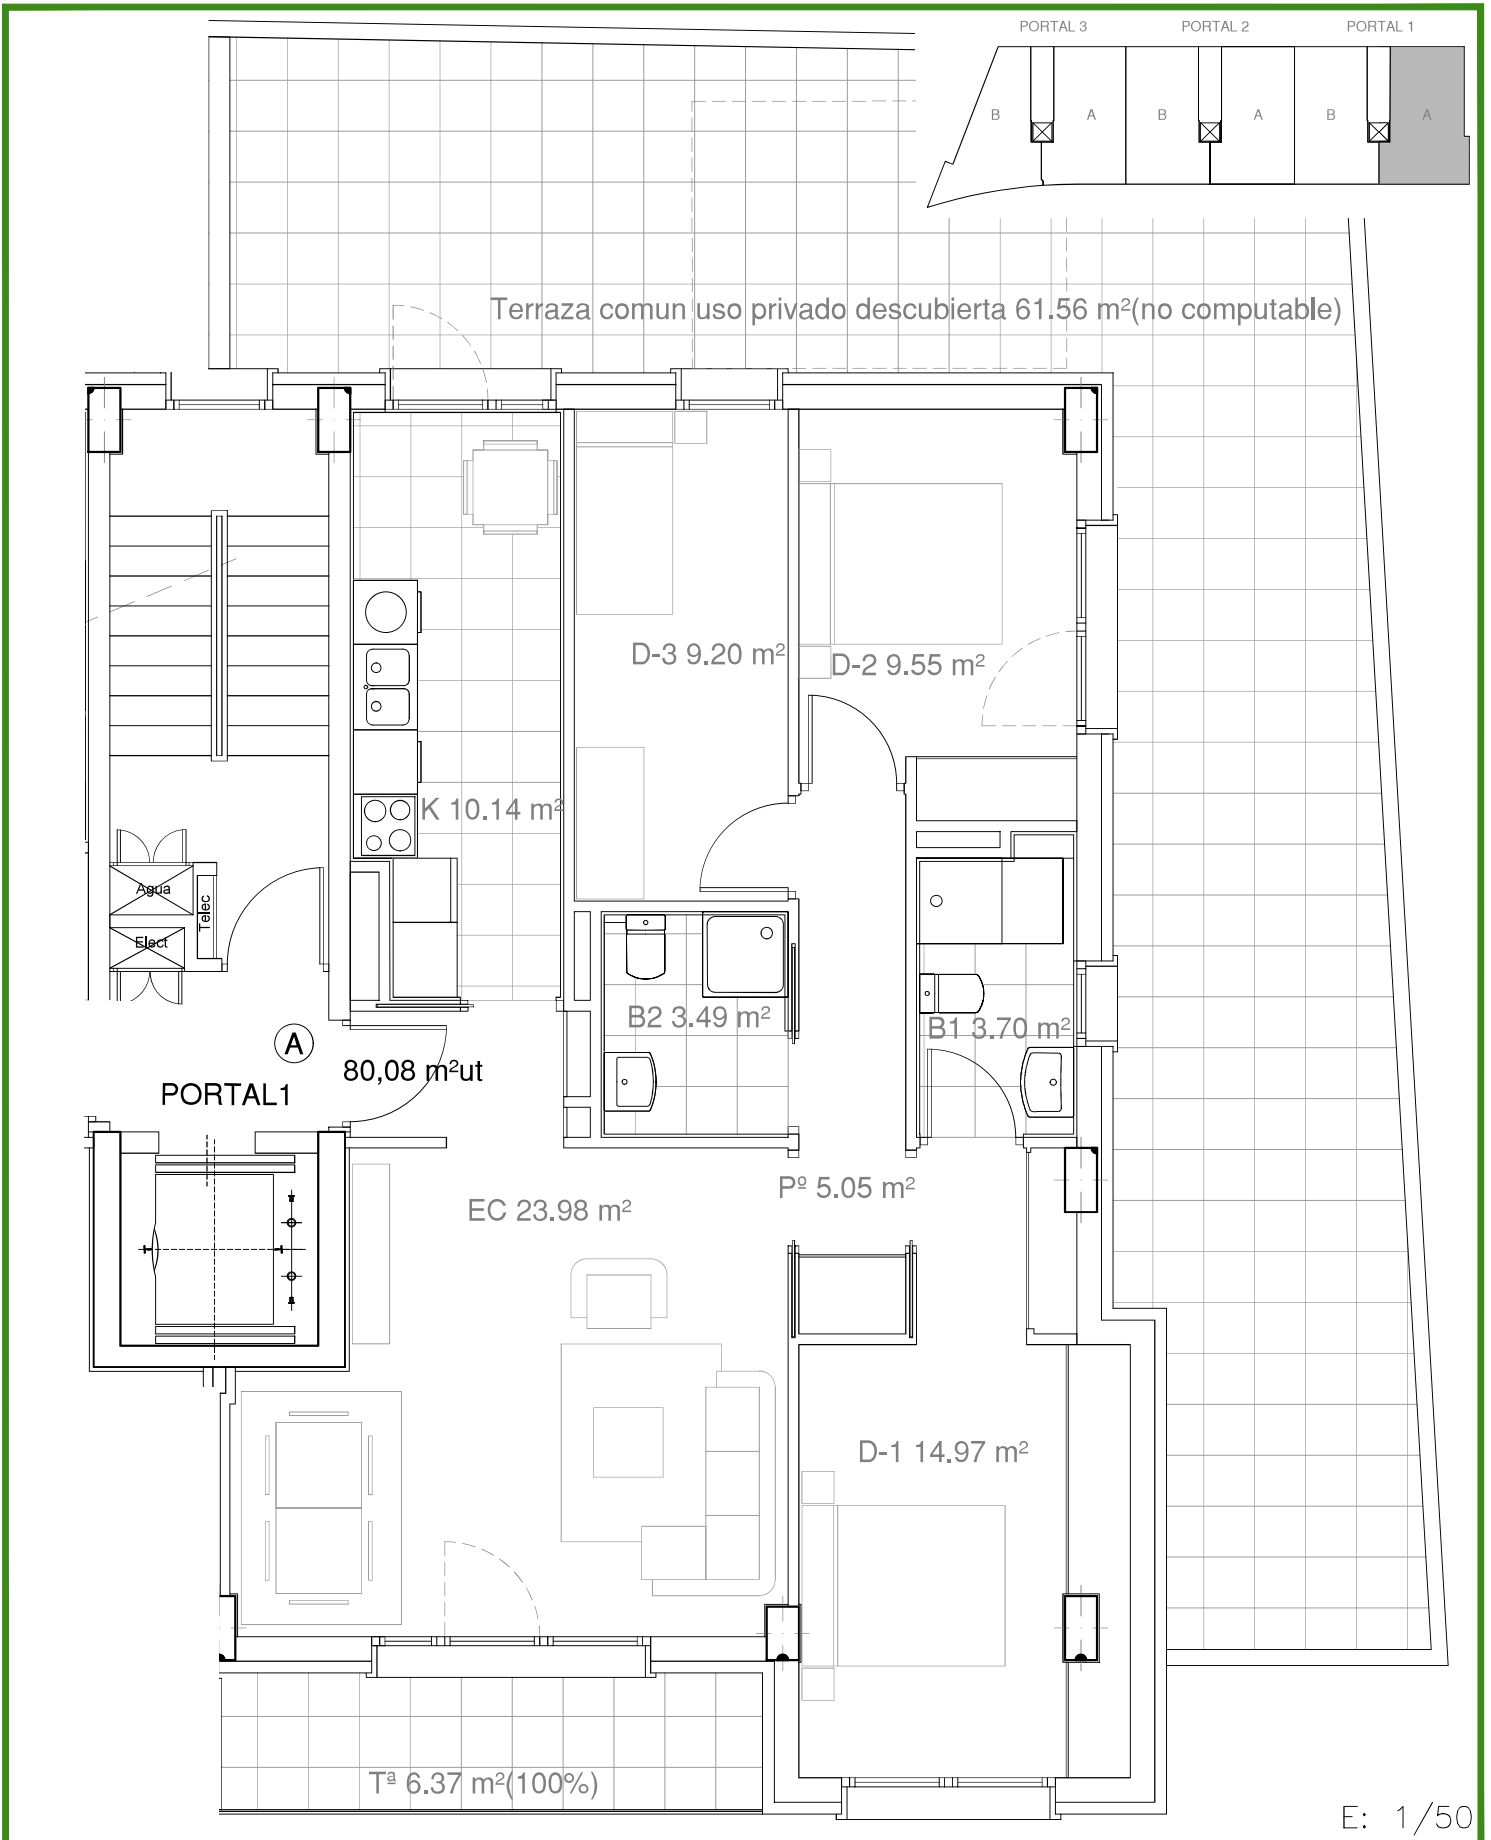 PORTAL 3
PORTAL 2
PORTAL 1
B
A
B
A
B
A
Terraza comun uso privado descubierta 61.56 m²(no computable)
D-3 9.20 m²
D-2 9.55 m²
K 10.14 m²
Agua
Telec
Elect
B2 3.49 m²
B1 3.70 m²
A
80,08 m²ut
PORTAL1
Pº 5.05 m²
EC 23.98 m²
D-1 14.97 m²
Tª 6.37 m²(100%)
E: 1/50